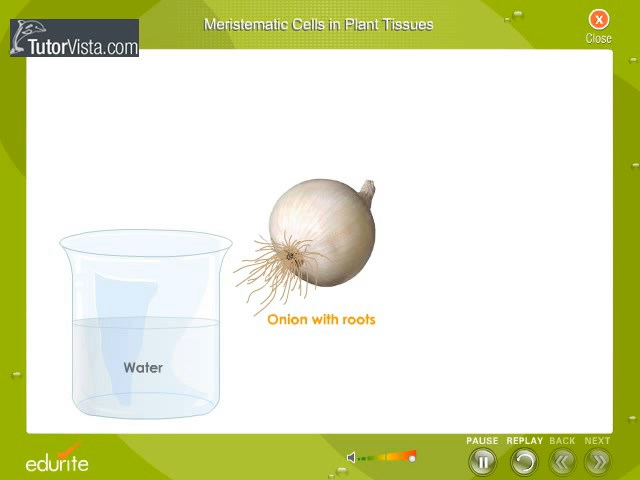 Meristematic Cells in Plant Tissues
x
Close
TutorVista.com
Onion with roots
Water
PAUSE REPLAY BACK NEXT
edurite